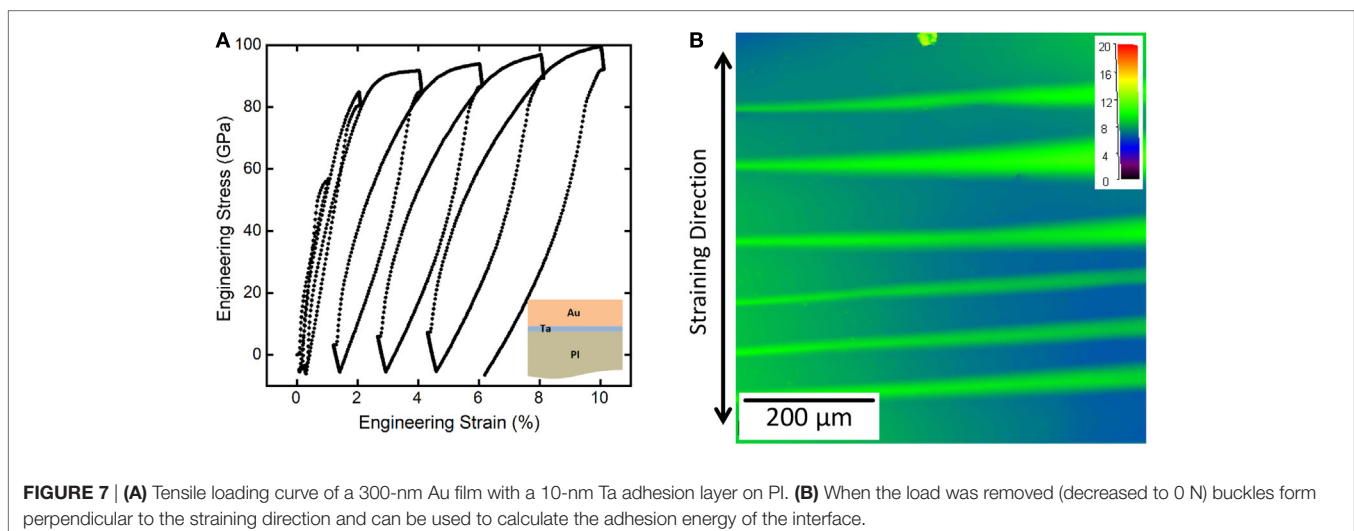 A
100
80
60
40
20
0
Engineering Stress (GPa)
0 2 4 6 8 10
Engineering Strain (%)
Au
Ta
PI
B
Straining Direction
20
16
12
8
4
0
200 µm
FIGURE 7 | (A) Tensile loading curve of a 300-nm Au film with a 10-nm Ta adhesion layer on PI. (B) When the load was removed (decreased to 0 N) buckles form
perpendicular to the straining direction and can be used to calculate the adhesion energy of the interface.